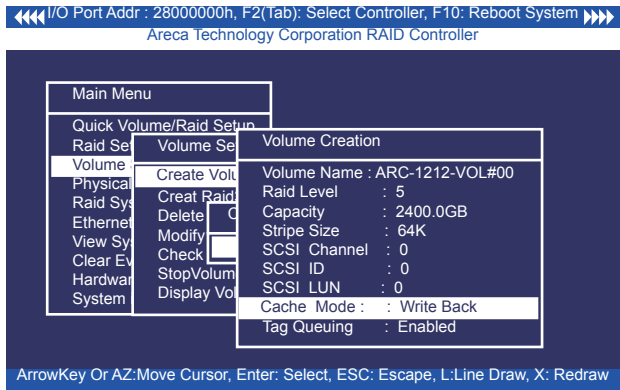 I/O Port Addr : 28000000h, F2(Tab): Select Controller, F10: Reboot System
Areca Technology Corporation RAID Controller
Main Menu
Quick Volume/Raid Setup
Raid Set
Volume
Physical
Raid Sys
Ethernet
View Sy
Clear Ev
Hardwar
System
Volume Se
Create Volu
Creat Raid
Delete
Modify
Check
StopVolum
Display Vol
C
Volume Creation
Volume Name : ARC-1212-VOL#00
Raid Level : 5
Capacity : 2400.0GB
Stripe Size : 64K
SCSI Channel : 0
SCSI ID : 0
SCSI LUN : 0
Cache Mode : : Write Back
Tag Queuing : Enabled
ArrowKey Or AZ:Move Cursor, Enter: Select, ESC: Escape, L:Line Draw, X: Redraw